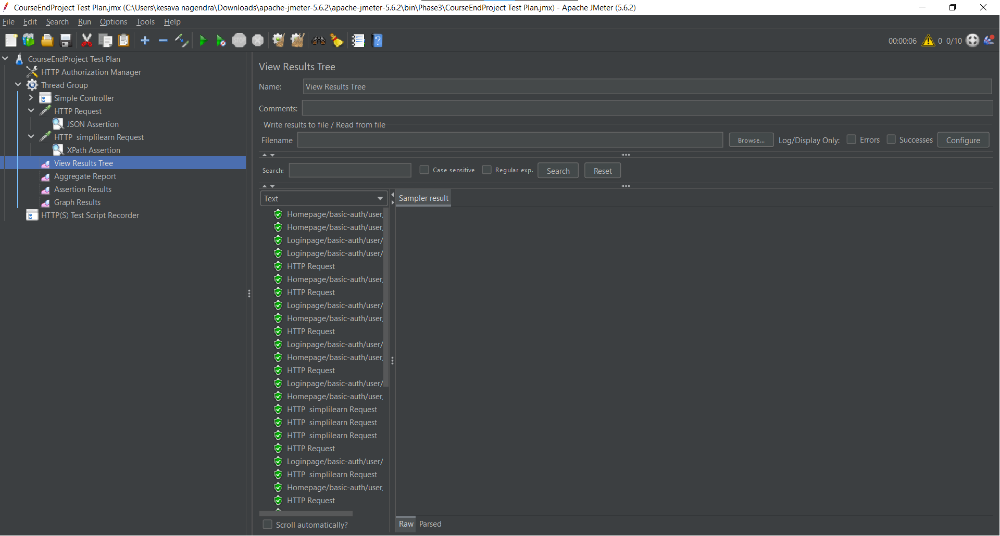 CourseEndProject Test Plan.jmx (C:\Users\kesava nagendra\Downloads\apache-jmeter-5.6.2\apache-jmeter-5.6.2\bin\Phase3\CourseEndProject Test Plan.jmx) - Apache JMeter (5.6.2)
File Edit Search Run Options Tools Help
STOP 00:00:06 0 0/10
CourseEndProject Test Plan
HTTP Authorization Manager
Thread Group
Simple Controller
HTTP Request
JSON Assertion
HTTP  simplilearn Request
XPath Assertion
View Results Tree
Aggregate Report
Assertion Results
Graph Results
HTTP(S) Test Script Recorder
View Results Tree
Name: View Results Tree
Comments:
Write results to file / Read from file
Filename Browse... Log/Display Only: Errors Successes Configure
Search: Case sensitive Regular exp. Search Reset
Text
Sampler result
Homepage/basic-auth/user,
Homepage/basic-auth/user,
Loginpage/basic-auth/user/
Loginpage/basic-auth/user/
HTTP Request
Homepage/basic-auth/user,
HTTP Request
Loginpage/basic-auth/user/
Homepage/basic-auth/user,
HTTP Request
Loginpage/basic-auth/user/
Homepage/basic-auth/user,
HTTP Request
Loginpage/basic-auth/user/
Homepage/basic-auth/user,
HTTP  simplilearn Request
HTTP  simplilearn Request
HTTP  simplilearn Request
HTTP Request
Loginpage/basic-auth/user/
HTTP  simplilearn Request
Homepage/basic-auth/user,
HTTP Request
Scroll automatically?
Raw Parsed